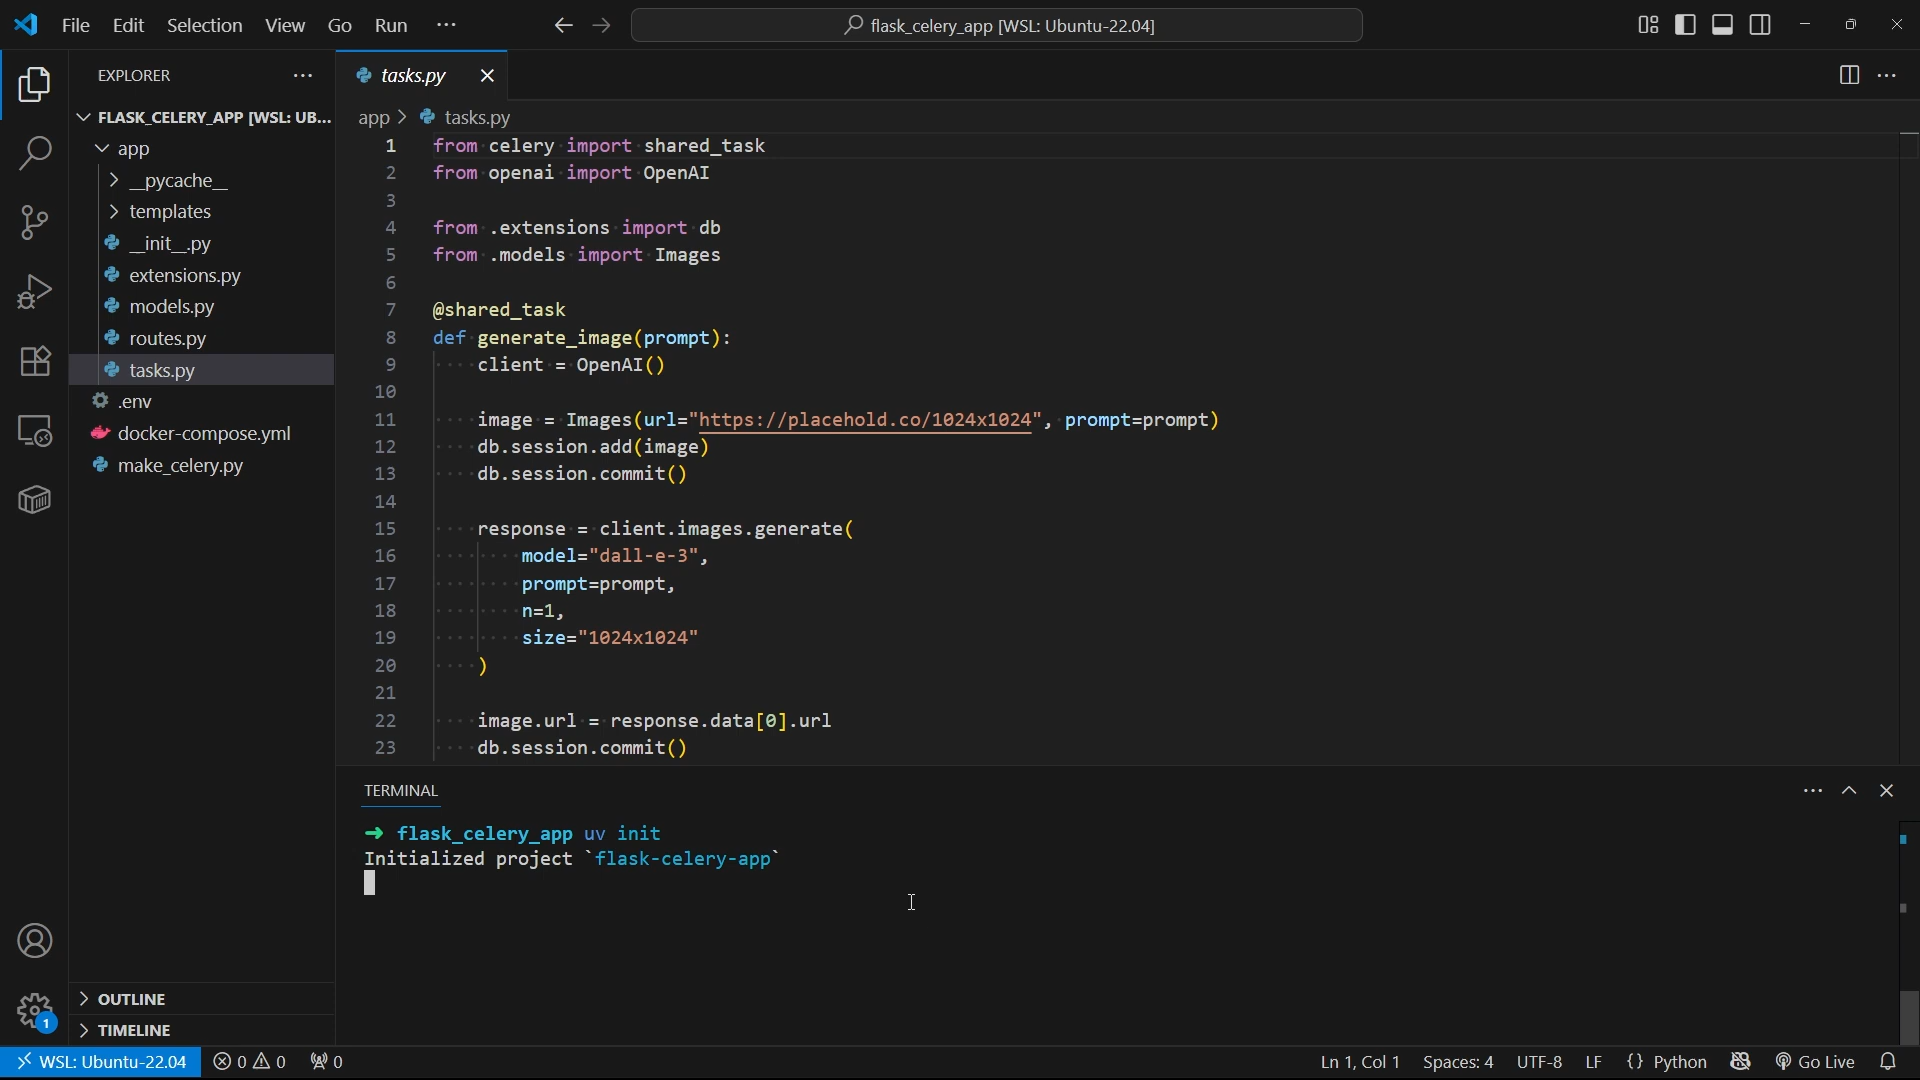 File Edit Selection View Go Run ···
flask_celery_app [WSL: Ubuntu-22.04]
EXPLORER ···
FLASK_CELERY_APP [WSL: UB...
app
__pycache__
templates
__init__.py
extensions.py
models.py
routes.py
tasks.py
.env
docker-compose.yml
make_celery.py
OUTLINE
TIMELINE
tasks.py
app > tasks.py
1 from celery import shared_task
2 from openai import OpenAI
3
4 from .extensions import db
5 from .models import Images
6
7 @shared_task
8 def generate_image(prompt):
9     client = OpenAI()
10
11     image = Images(url="https://placehold.co/1024x1024", prompt=prompt)
12     db.session.add(image)
13     db.session.commit()
14
15     response = client.images.generate(
16         model="dall-e-3",
17         prompt=prompt,
18         n=1,
19         size="1024x1024"
20     )
21
22     image.url = response.data[0].url
23     db.session.commit()
TERMINAL
➜ flask_celery_app uv init
Initialized project `flask-celery-app`
1
WSL: Ubuntu-22.04 0 0 0 Ln 1, Col 1 Spaces: 4 UTF-8 LF {} Python Go Live